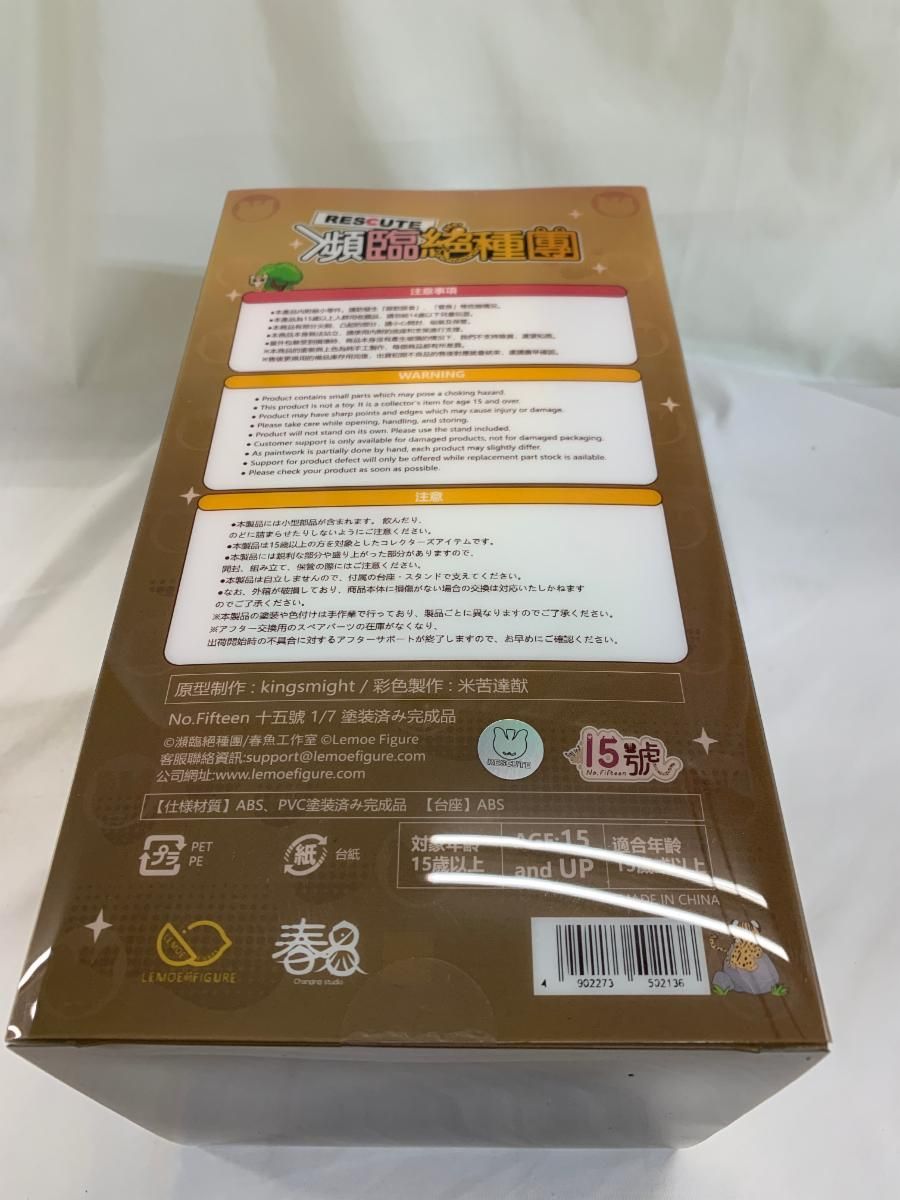 RESCUTE
瀕臨絕種團
注意事項
WARNING
• Product contains small parts which may pose a choking hazard.
• This product is not a toy. It is a collector's item for age 15 and over.
• Product may have sharp points and edges which may cause injury or damage.
• Please take care while opening, handling, and storing.
• Product will not stand on its own. Please use the stand included.
• Customer support is only available for damaged products, not for damaged packaging.
• As paintwork is partially done by hand, each product may slightly differ.
• Support for product defect will only be offered while replacement part stock is aailable.
• Please check your product as soon as possible.
注意
●本製品には小型部品が含まれます。 飲んだり、
のどに詰まらせたりしないようにご注意ください。
●本製品は15歳以上の方を対象としたコレクターズアイテムです。
●本製品には鋭利な部分や盛り上がった部分がありますので、
開封、組み立て、保管の際にはご注意ください。
●本製品は自立しませんので、付属の台座・スタンドで支えてください。
●なお、外箱が破損しており、商品本体に損傷がない場合の交換は対応いたしかねます
のでご了承ください。
※本製品の塗装や色付けは手作業で行っており、製品ごとに異なりますのでご了承ください。
※アフター交換用のスペアパーツの在庫がなくなり、
出荷開始時の不具合に対するアフターサポートが終了しますので、お早めにご確認ください。
原型制作：kingsmight / 彩色製作：米苦達猷
No.Fifteen 十五號 1/7 塗装済み完成品
©瀕臨絕種團/春魚工作室 ©Lemoe Figure
客服聯絡資訊:support@lemoefigure.com
公司網址:www.lemoefigure.com
RESCUTE
15號
No.Fifteen
【仕様材質】ABS、PVC塗装済み完成品 【台座】ABS
プラ
PET
PE
紙
台紙
対象年齢
15歳以上
AGE:15
and UP
適合年齡
15歲以上
MADE IN CHINA
LEMOE
LEMOE FIGURE
春魚
Changing studio
4 902273 502136